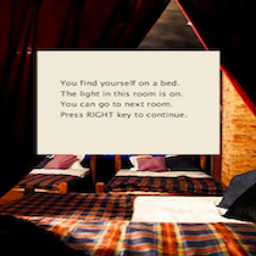 You find yourself on a bed.
The light in this room is on.
You can go to next room.
Press RIGHT key to continue.